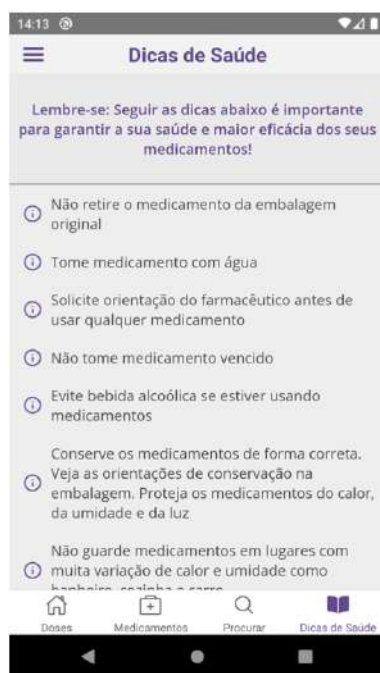 14:13
Dicas de Saúde
Lembre-se: Seguir as dicas abaixo é importante
para garantir a sua saúde e maior eficácia dos seus
medicamentos!
Não retire o medicamento da embalagem
original
Tome medicamento com água
Solicite orientação do farmacêutico antes de
usar qualquer medicamento
Não tome medicamento vencido
Evite bebida alcoólica se estiver usando
medicamentos
Conserve os medicamentos de forma correta.
Veja as orientações de conservação na
embalagem. Proteja os medicamentos do calor,
da umidade e da luz
Não guarde medicamentos em lugares com
muita variação de calor e umidade como
banheiro, cozinha e carro
Doses Medicamentos Procurar Dicas de Saúde